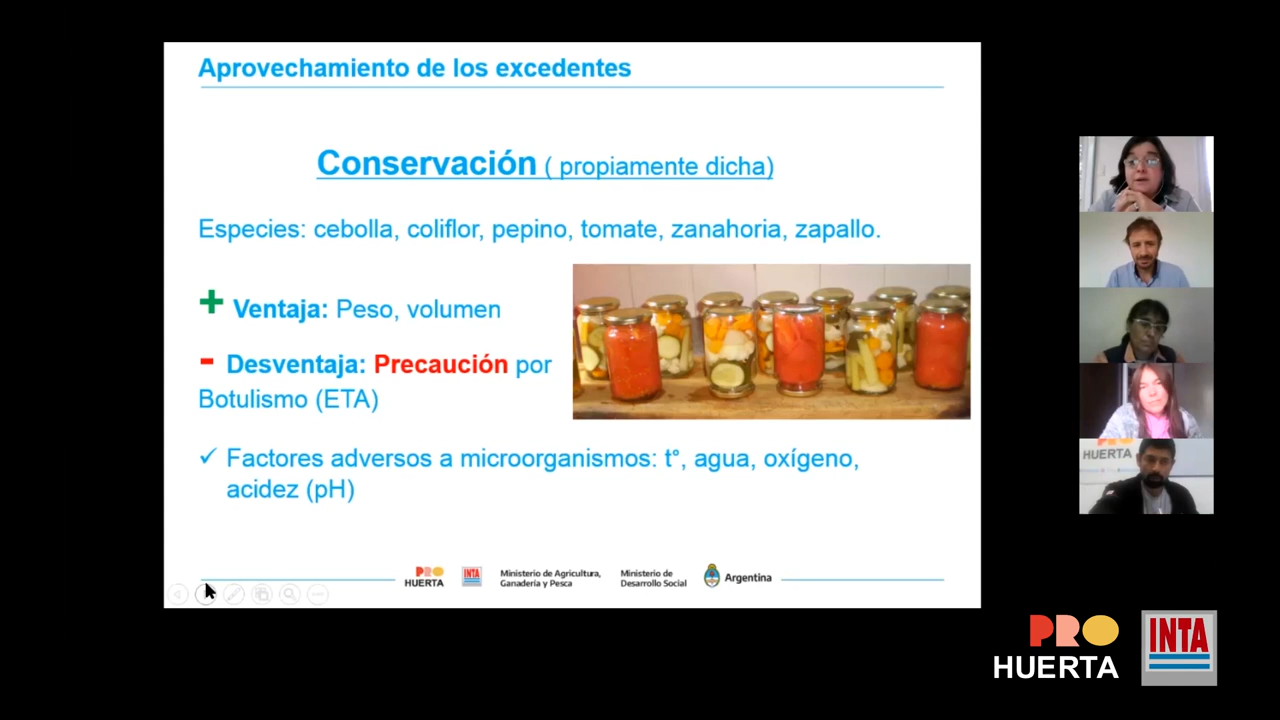 Aprovechamiento de los excedentes
Conservación ( propiamente dicha)
Especies: cebolla, coliflor, pepino, tomate, zanahoria, zapallo.
+ Ventaja: Peso, volumen
- Desventaja: Precaución por
Botulismo (ETA)
✓ Factores adversos a microorganismos: t°, agua, oxígeno,
acidez (pH)
PRO
HUERTA
INTA
Ministerio de Agricultura,
Ganadería y Pesca
Ministerio de
Desarrollo Social
Argentina
HUERTA
PRO
HUERTA
INTA